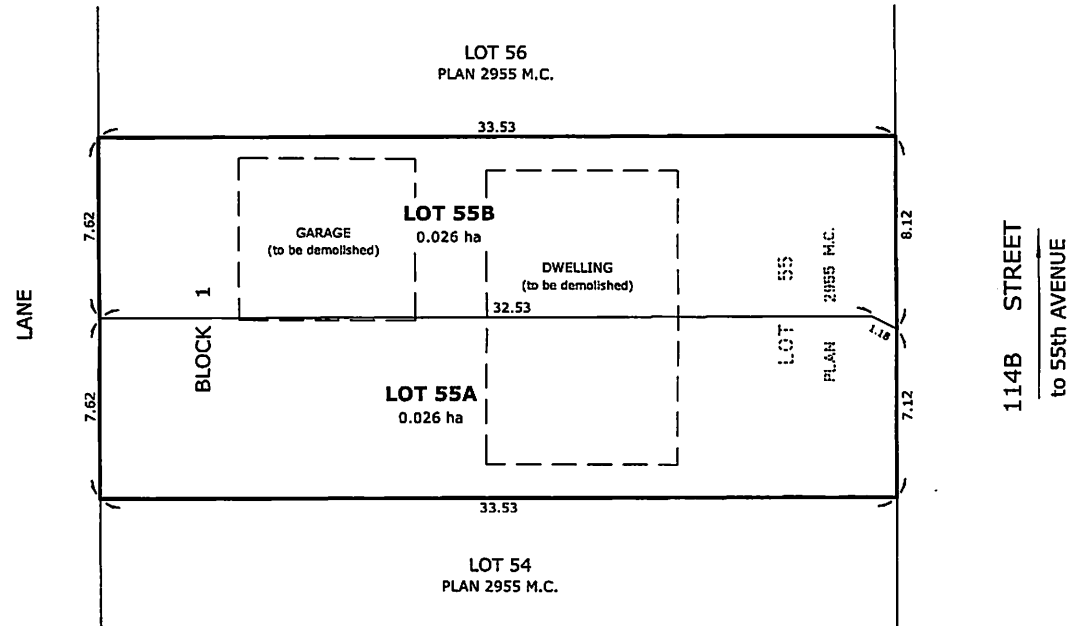 LOT 56
PLAN 2955 M.C.
33.53
7.62
8.12
LOT 55B
0.026 ha
GARAGE
(to be demolished)
DWELLING
(to be demolished)
LOT 55
PLAN 2955 M.C.
32.53
1.18
BLOCK 1
LANE
114B STREET
to 55th AVENUE
LOT 55A
0.026 ha
7.62
7.12
33.53
LOT 54
PLAN 2955 M.C.